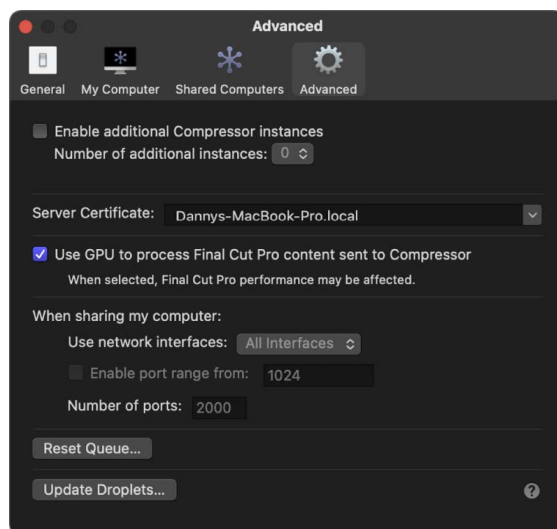 Advanced
General My Computer Shared Computers Advanced
Enable additional Compressor instances
Number of additional instances: 0
Server Certificate: Dannys-MacBook-Pro.local
Use GPU to process Final Cut Pro content sent to Compressor
When selected, Final Cut Pro performance may be affected.
When sharing my computer:
Use network interfaces: All Interfaces
Enable port range from: 1024
Number of ports: 2000
Reset Queue...
Update Droplets... ?